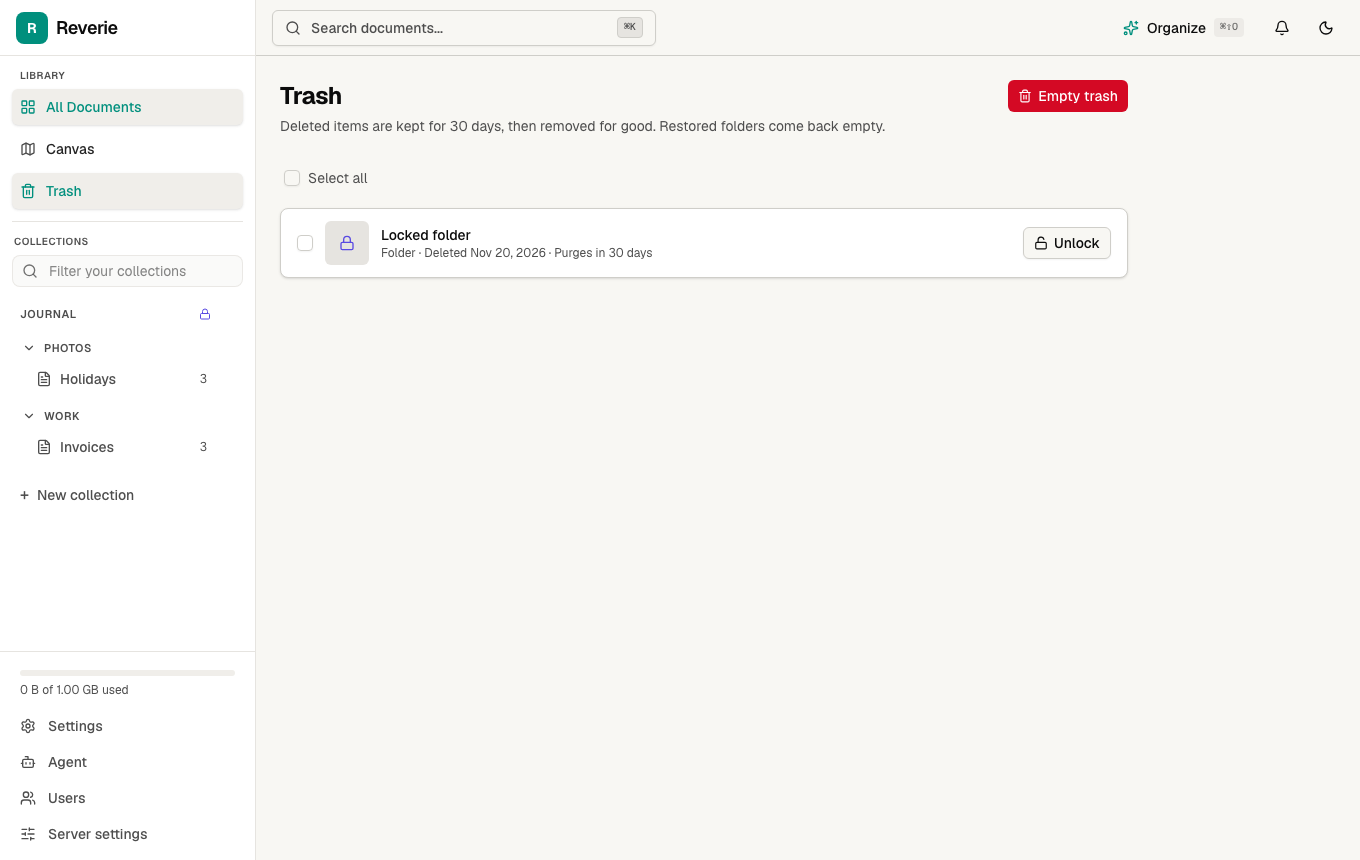 R Reverie
Search documents... ⌘K
Organize ⌘⇧O
LIBRARY
All Documents
Canvas
Trash
COLLECTIONS
Filter your collections
JOURNAL
PHOTOS
Holidays 3
WORK
Invoices 3
+ New collection
0 B of 1.00 GB used
Settings
Agent
Users
Server settings
Trash
Empty trash
Deleted items are kept for 30 days, then removed for good. Restored folders come back empty.
Select all
Locked folder
Folder · Deleted Nov 20, 2026 · Purges in 30 days
Unlock